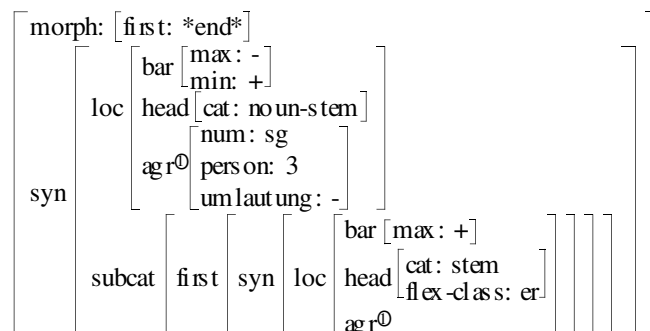 morph: [first: *end*]
max: -
bar
min: +
loc head [cat: noun-stem]
num: sg
agr① person: 3
umlautung: -
syn
bar [max: +]
cat: stem
subcat first syn loc head
flex-class: er
agr①